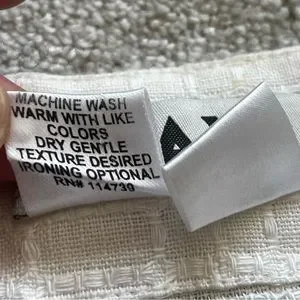 MACHINE WASH
WARM WITH LIKE
COLORS
DRY GENTLE
TEXTURE DESIRED
IRONING OPTIONAL
RN# 114739